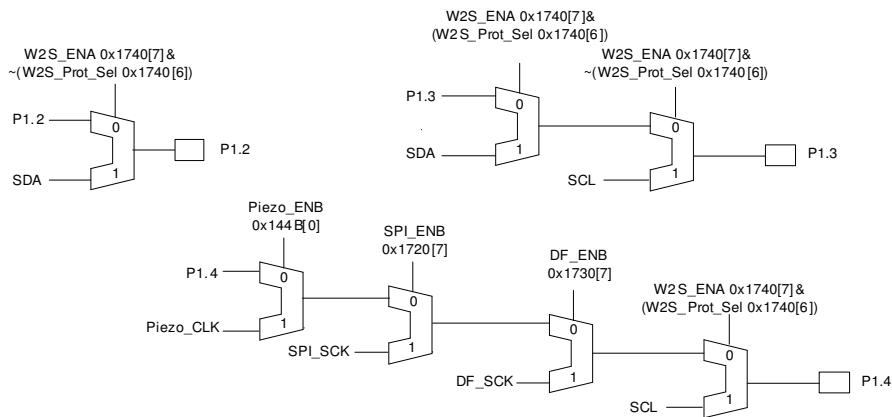 W2S_ENA 0x1740[7]&
~(W2S_Prot_Sel 0x1740[6])
P1.2
0
1
SDA
P1.2
W2S_ENA 0x1740[7]&
(W2S_Prot_Sel 0x1740[6])
P1.3
0
1
SDA
W2S_ENA 0x1740[7]&
~(W2S_Prot_Sel 0x1740[6])
0
1
SCL
P1.3
Piezo_ENB
0x144B[0]
P1.4
0
1
Piezo_CLK
SPI_ENB
0x1720[7]
0
1
SPI_SCK
DF_ENB
0x1730[7]
0
1
DF_SCK
W2S_ENA 0x1740[7]&
(W2S_Prot_Sel 0x1740[6])
0
1
SCL
P1.4